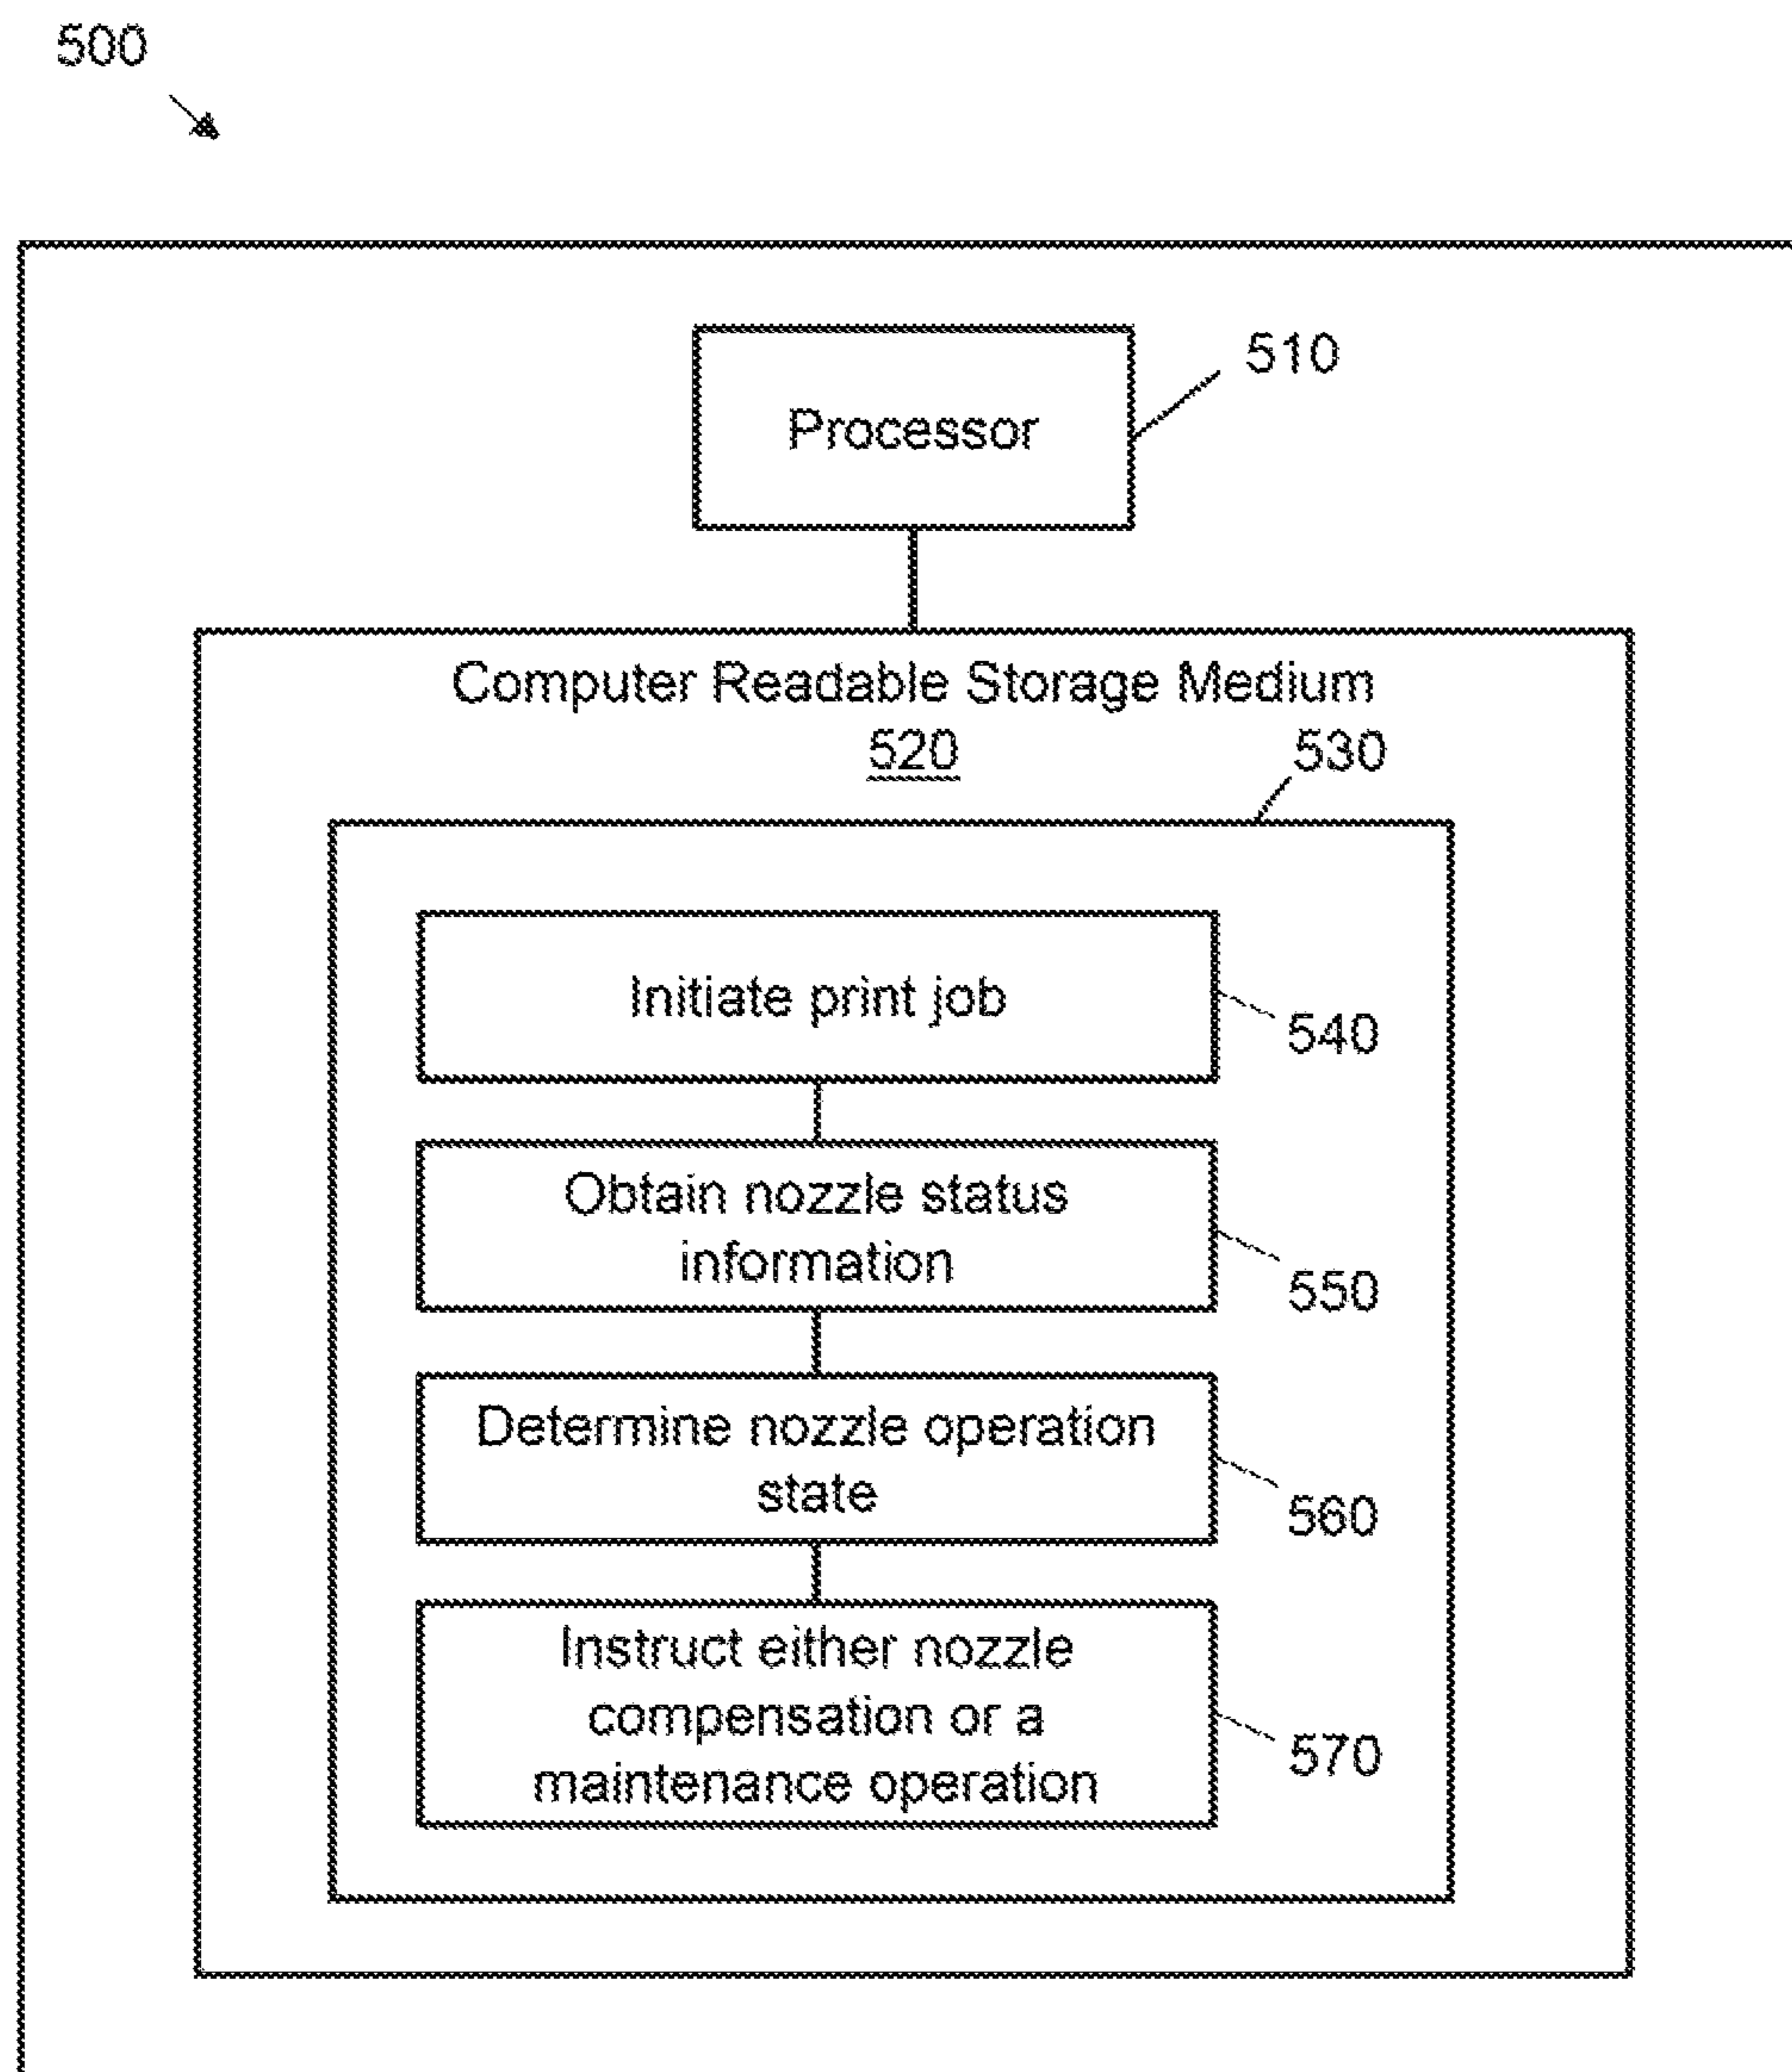 500
510
Processor
Computer Readable Storage Medium
520
530
Initiate print job
540
Obtain nozzle status
information
550
Determine nozzle operation
state
560
Instruct either nozzle
compensation or a
maintenance operation
570